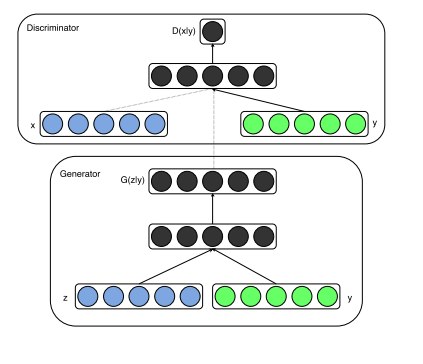 Discriminator
D(x|y)
x
y
Generator
G(z|y)
z
y